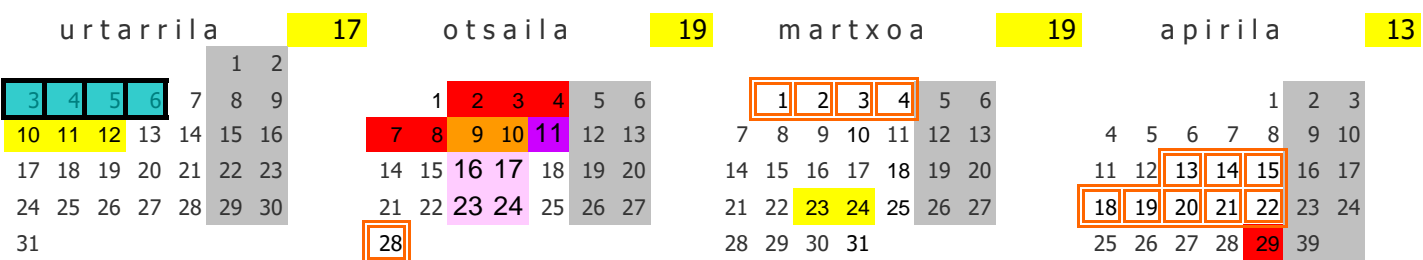 urtarrila 17 otsaila 19 martxoa 19 apirila 13
1 2
3 4 5 6 7 8 9 1 2 3 4 5 6 1 2 3 4 5 6 1 2 3
10 11 12 13 14 15 16 7 8 9 10 11 12 13 7 8 9 10 11 12 13 4 5 6 7 8 9 10
17 18 19 20 21 22 23 14 15 16 17 18 19 20 14 15 16 17 18 19 20 11 12 13 14 15 16 17
24 25 26 27 28 29 30 21 22 23 24 25 26 27 21 22 23 24 25 26 27 18 19 20 21 22 23 24
31 28 28 29 30 31 25 26 27 28 29 39